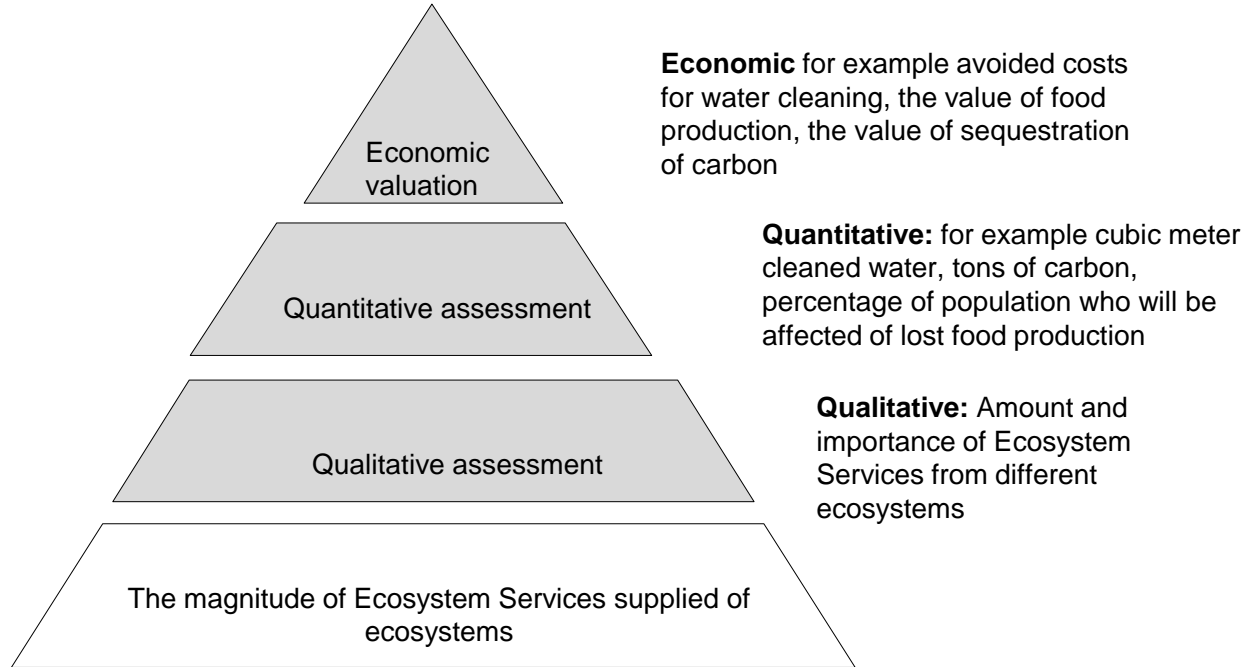 Economic for example avoided costs
for water cleaning, the value of food
production, the value of sequestration
of carbon
Economic
valuation
Quantitative: for example cubic meter
cleaned water, tons of carbon,
percentage of population who will be
affected of lost food production
Quantitative assessment
Qualitative: Amount and
importance of Ecosystem
Services from different
ecosystems
Qualitative assessment
The magnitude of Ecosystem Services supplied of
ecosystems